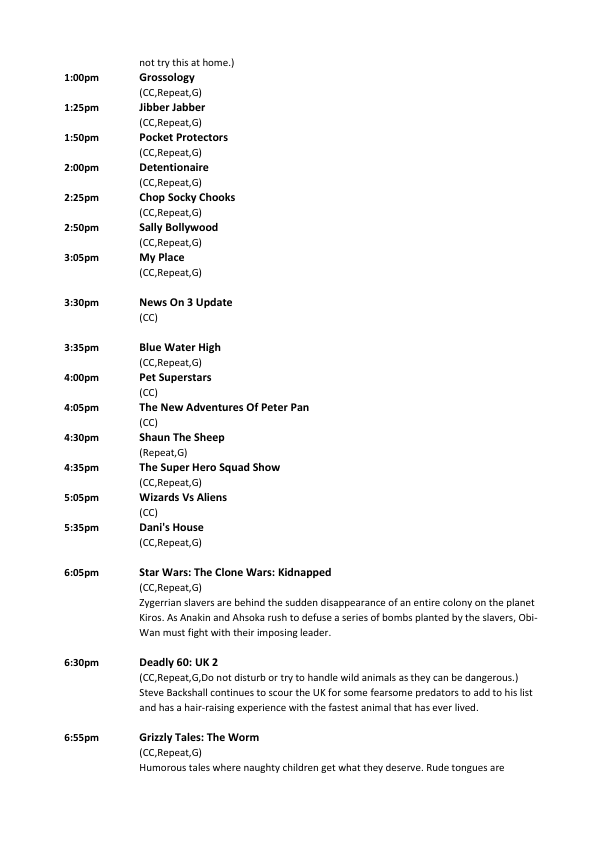 not try this at home.)
1:00pm Grossology
(CC,Repeat,G)
1:25pm Jibber Jabber
(CC,Repeat,G)
1:50pm Pocket Protectors
(CC,Repeat,G)
2:00pm Detentionaire
(CC,Repeat,G)
2:25pm Chop Socky Chooks
(CC,Repeat,G)
2:50pm Sally Bollywood
(CC,Repeat,G)
3:05pm My Place
(CC,Repeat,G)
3:30pm News On 3 Update
(CC)
3:35pm Blue Water High
(CC,Repeat,G)
4:00pm Pet Superstars
(CC)
4:05pm The New Adventures Of Peter Pan
(CC)
4:30pm Shaun The Sheep
(Repeat,G)
4:35pm The Super Hero Squad Show
(CC,Repeat,G)
5:05pm Wizards Vs Aliens
(CC)
5:35pm Dani's House
(CC,Repeat,G)
6:05pm Star Wars: The Clone Wars: Kidnapped
(CC,Repeat,G)
Zygerrian slavers are behind the sudden disappearance of an entire colony on the planet
Kiros. As Anakin and Ahsoka rush to defuse a series of bombs planted by the slavers, Obi-
Wan must fight with their imposing leader.
6:30pm Deadly 60: UK 2
(CC,Repeat,G,Do not disturb or try to handle wild animals as they can be dangerous.)
Steve Backshall continues to scour the UK for some fearsome predators to add to his list
and has a hair-raising experience with the fastest animal that has ever lived.
6:55pm Grizzly Tales: The Worm
(CC,Repeat,G)
Humorous tales where naughty children get what they deserve. Rude tongues are